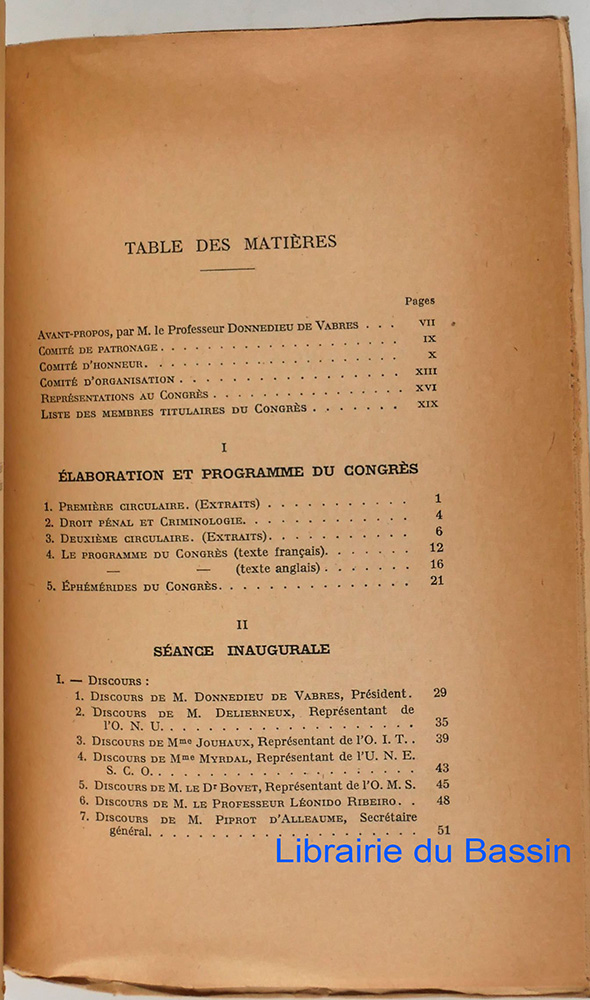 TABLE DES MATIÈRES
Pages
AVANT-PROPOS, par M. le Professeur DONNEDIEU DE VABRES . . . VII
COMITÉ DE PATRONAGE . . . . . . . . . . . . . . . . . . IX
COMITÉ D'HONNEUR. . . . . . . . . . . . . . . . . . . X
COMITÉ D'ORGANISATION . . . . . . . . . . . . . . . . XIII
REPRÉSENTATIONS AU CONGRÈS . . . . . . . . . . . . . . XVI
LISTE DES MEMBRES TITULAIRES DU CONGRÈS . . . . . . . XIX
I
ÉLABORATION ET PROGRAMME DU CONGRÈS
1. PREMIÈRE CIRCULAIRE. (EXTRAITS) . . . . . . . . . . . 1
2. DROIT PÉNAL ET CRIMINOLOGIE. . . . . . . . . . . . . 4
3. DEUXIÈME CIRCULAIRE. (EXTRAITS). . . . . . . . . . . 6
4. LE PROGRAMME DU CONGRÈS (texte français). . . . . . . 12
— — (texte anglais) . . . . . . . 16
5. ÉPHÉMÉRIDES DU CONGRÈS. . . . . . . . . . . . . . . 21
II
SÉANCE INAUGURALE
I. — DISCOURS :
1. DISCOURS DE M. DONNEDIEU DE VABRES, Président. 29
2. DISCOURS DE M. DELIERNEUX, Représentant de
l'O. N. U. . . . . . . . . . . . . . . . . . . . . 35
3. DISCOURS DE Mme JOUHAUX, Représentant de l'O. I. T. . 39
4. DISCOURS DE Mme MYRDAL, Représentant de l'U. N. E.
S. C. O. . . . . . . . . . . . . . . . . . . . . . 43
5. DISCOURS DE M. LE Dr BOVET, Représentant de l'O. M. S. 45
6. DISCOURS DE M. LE PROFESSEUR LÉONIDO RIBEIRO. . 48
7. DISCOURS DE M. PIPROT D'ALLEAUME, Secrétaire
général. . . . . . . . . . . . . . . . . . . . . . 51
Librairie du Bassin